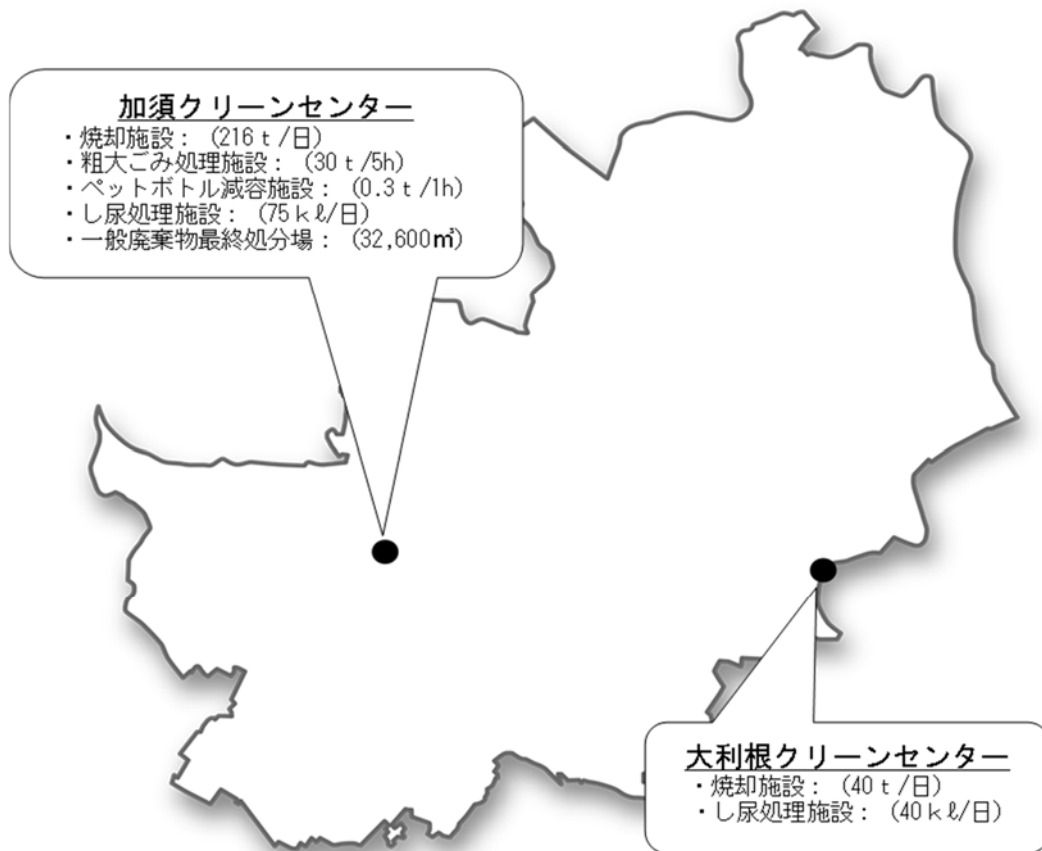 加須クリーンセンター
・焼却施設：（216ｔ/日）
・粗大ごみ処理施設：（30ｔ/5h）
・ペットボトル減容施設：（0.3ｔ/1h）
・し尿処理施設：（75ｋℓ/日）
・一般廃棄物最終処分場：（32,600㎥）
大利根クリーンセンター
・焼却施設：（40ｔ/日）
・し尿処理施設：（40ｋℓ/日）